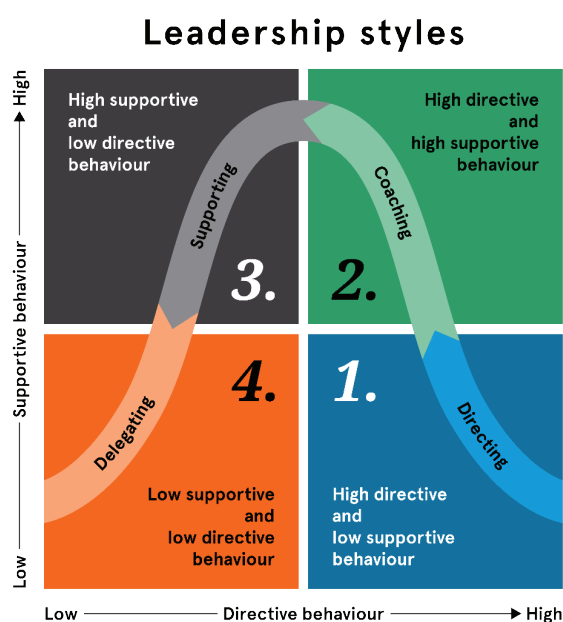 Leadership styles
High
Supportive behaviour
Low
High supportive
and
low directive
behaviour
Supporting
3.
High directive
and
high supportive
behaviour
Coaching
2.
Delegating
4.
Low supportive
and
low directive
behaviour
1.
Directing
High directive
and
low supportive
behaviour
Low
Directive behaviour
High